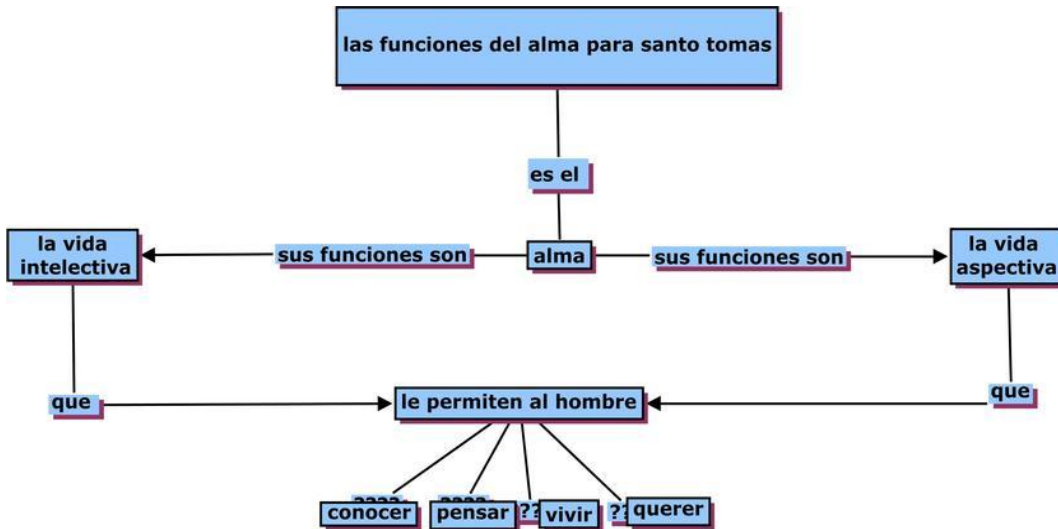 las funciones del alma para santo tomas
es el
la vida
intelectiva
sus funciones son
alma
sus funciones son
la vida
aspectiva
que
le permiten al hombre
que
????
????
??
??
conocer
pensar
vivir
querer